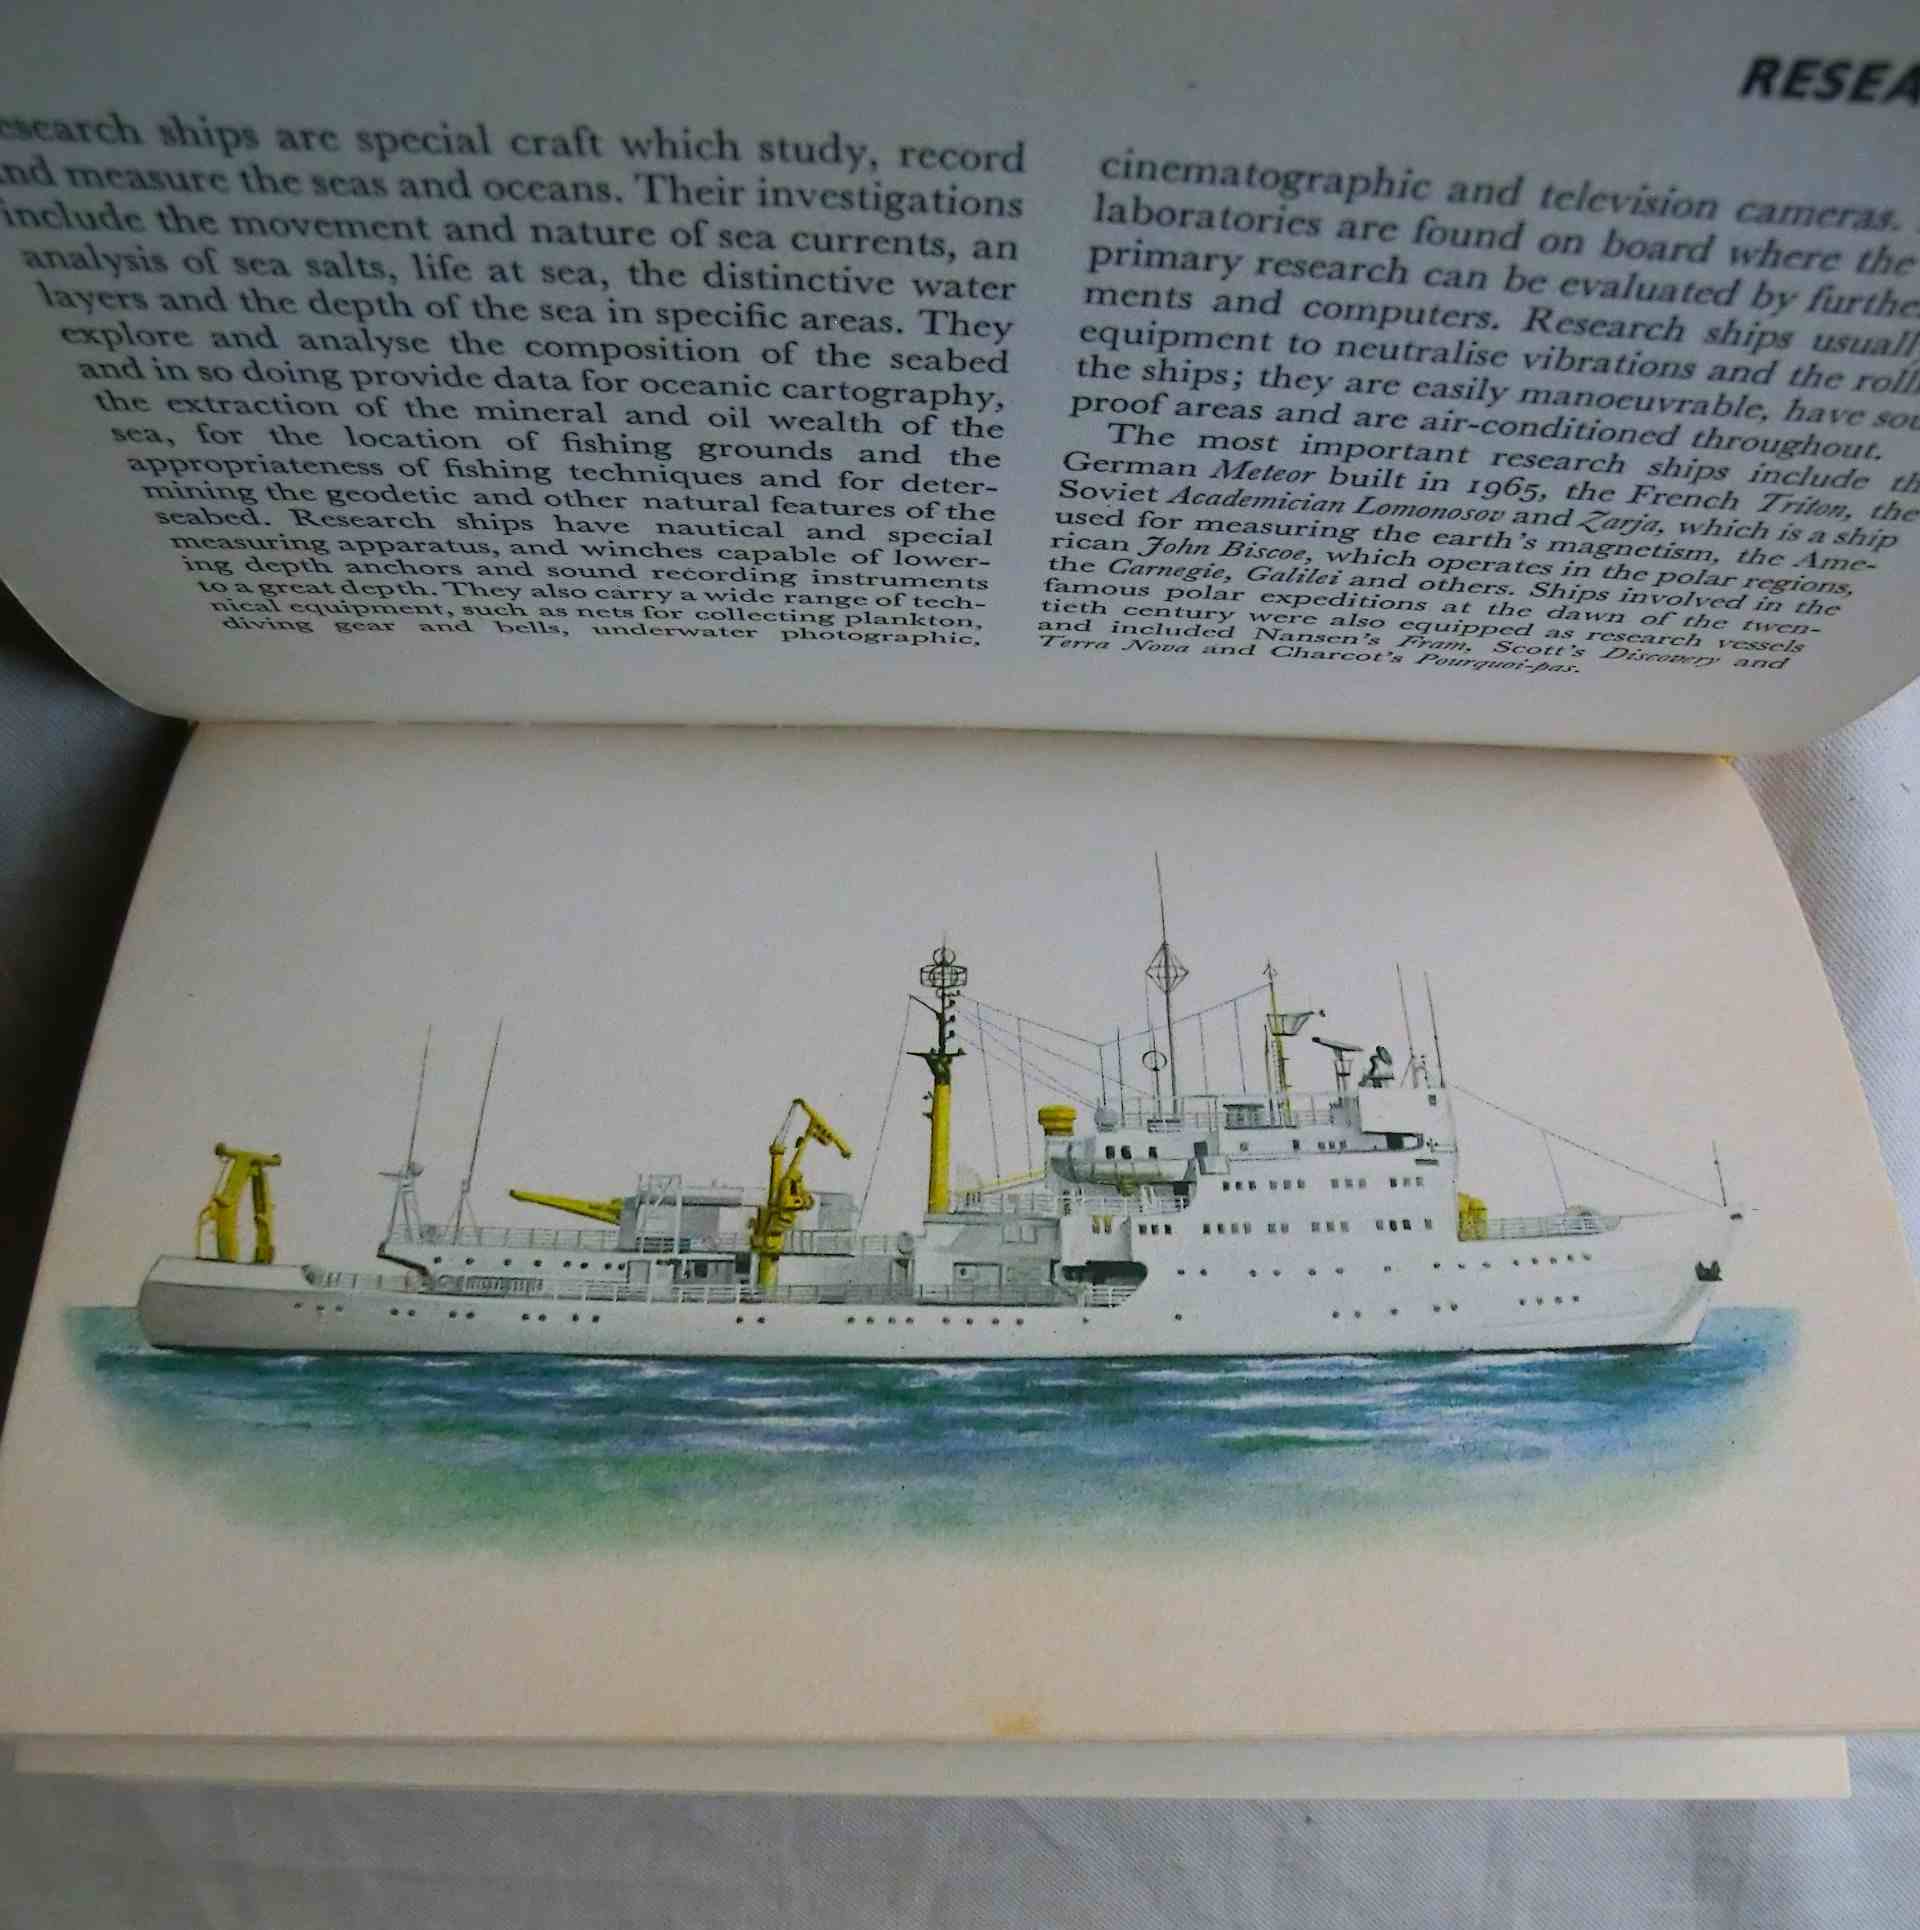 RESEA
esearch ships are special craft which study, record
nd measure the seas and oceans. Their investigations
include the movement and nature of sea currents, an
analysis of sea salts, life at sea, the distinctive water
layers and the depth of the sea in specific areas. They
explore and analyse the composition of the seabed
and in so doing provide data for oceanic cartography,
the extraction of the mineral and oil wealth of the
sea, for the location of fishing grounds and the
appropriateness of fishing techniques and for deter-
mining the geodetic and other natural features of the
seabed. Research ships have nautical and special
measuring apparatus, and winches capable of lower-
ing depth anchors and sound recording instruments
to a great depth. They also carry a wide range of tech-
nical equipment, such as nets for collecting plankton,
diving gear and bells, underwater photographic,
cinematographic and television cameras.
laboratories are found on board where the
primary research can be evaluated by furthe
ments and computers. Research ships usuall
equipment to neutralise vibrations and the roll
the ships; they are easily manoeuvrable, have sou
proof areas and are air-conditioned throughout.
The most important research ships include th
German Meteor built in 1965, the French Triton, the
Soviet Academician Lomonosov and Zarja, which is a ship
used for measuring the earth's magnetism, the Ame-
rican John Biscoe, which operates in the polar regions,
the Carnegie, Galilei and others. Ships involved in the
famous polar expeditions at the dawn of the twen-
tieth century were also equipped as research vessels
and included Nansen's Fram, Scott's Discovery and
Terra Nova and Charcot's Pourquoi-pas.